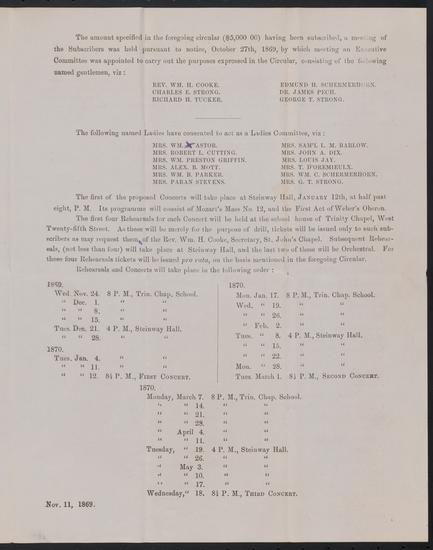 The amount specified in the foregoing circular ($5,000 00) having been subscribed, a meeting of
the Subscribers was held pursuant to notice, October 27th, 1869, by which meeting an Executive
Committee was appointed to carry out the purposes expressed in the Circular, consisting of the following
named gentlemen, viz :
REV. WM. H. COOKE. EDMUND H. SCHERMERHORN.
CHARLES E. STRONG. DR. JAMES PECH.
RICHARD H. TUCKER. GEORGE T. STRONG.
The following named Ladies have consented to act as a Ladies Committee, viz :
MRS. WM. ASTOR. MRS. SAM'L L. M. BARLOW.
MRS. ROBERT L. CUTTING. MRS. JOHN A. DIX.
MRS. WM. PRESTON GRIFFIN. MRS. LOUIS JAY.
MRS. ALEX. B. MOTT. MRS. T. D'OREMIEULX.
MRS. WM. B. PARKER. MRS. WM. C. SCHERMERHORN.
MRS. PARAN STEVENS. MRS. G. T. STRONG.
The first of the proposed Concerts will take place at Steinway Hall, JANUARY 12TH, at half past
eight, P. M. Its programme will consist of Mozart's Mass No. 12, and the First Act of Weber's Oberon.
The first four Rehearsals for each Concert will be held at the school house of Trinity Chapel, West
Twenty-fifth Street. As these will be merely for the purpose of drill, tickets will be issued only to such sub-
scribers as may request them of the Rev. Wm. H. Cooke, Secretary, St. John's Chapel. Subsequent Rehear-
sals, (not less than four) will take place at Steinway Hall, and the last two of these will be Orchestral. For
these four Rehearsals tickets will be issued pro rata, on the basis mentioned in the foregoing Circular.
Rehearsals and Concerts will take place in the following order :
1869.
Wed. Nov. 24. 8 P. M., Trin. Chap. School.
" Dec. 1. " "
" " 8. " "
" " 15. " "
Tues. Dec. 21. 4 P. M., Steinway Hall.
" " 28. " "
1870.
Tues. Jan. 4. " "
" " 11. " "
" " 12. 8½ P. M., FIRST CONCERT.
1870.
Mon. Jan. 17. 8 P. M., Trin. Chap. School.
Wed. " 19. " "
" " 26. " "
" Feb. 2. " "
Tues. " 8. 4 P. M., Steinway Hall.
" " 15. " "
" " 22. " "
Mon. " 28. " "
Tues. March 1. 8½ P. M., SECOND CONCERT.
1870.
Monday, March 7. 8 P. M., Trin. Chap. School.
" " 14. " "
" " 21. " "
" " 28. " "
" April 4. " "
" " 11. " "
Tuesday, " 19. 4 P. M., Steinway Hall.
" " 26. " "
" May 3. " "
" " 10. " "
" " 17. " "
Wednesday, " 18. 8½ P. M., THIRD CONCERT.
Nov. 11, 1869.